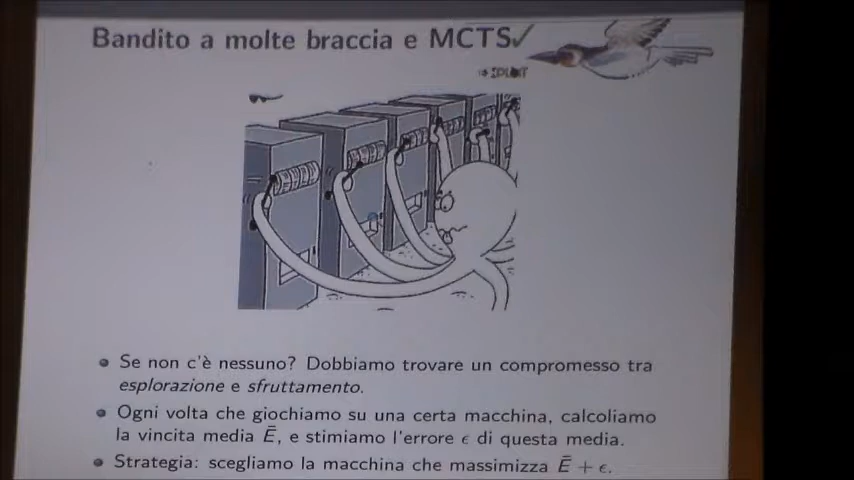 Bandito a molte braccia e MCTS✓
Se non c'è nessuno? Dobbiamo trovare un compromesso tra
esplorazione e sfruttamento.
Ogni volta che giochiamo su una certa macchina, calcoliamo
la vincita media Ē, e stimiamo l'errore ϵ di questa media.
Strategia: scegliamo la macchina che massimizza Ē + ϵ.